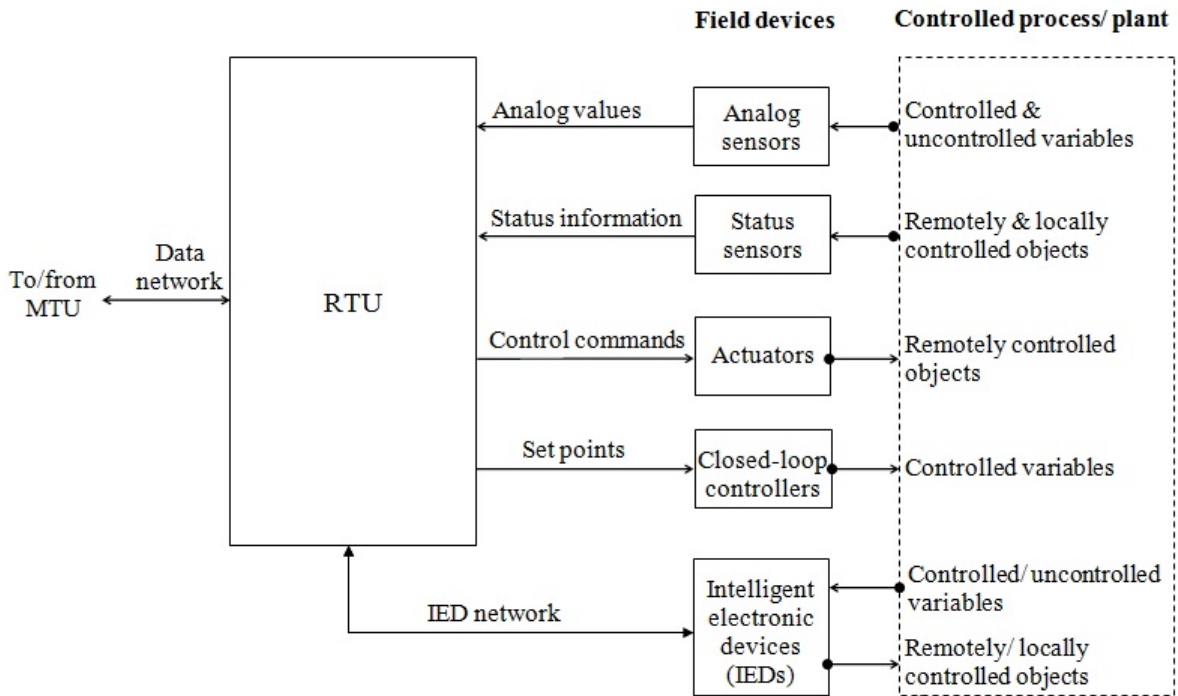 Field devices
Controlled process/ plant
Analog values
Analog
sensors
Controlled &
uncontrolled variables
Status information
Status
sensors
Remotely & locally
controlled objects
To/from
MTU
Data
network
RTU
Control commands
Actuators
Remotely controlled
objects
Set points
Closed-loop
controllers
Controlled variables
IED network
Intelligent
electronic
devices
(IEDs)
Controlled/ uncontrolled
variables
Remotely/ locally
controlled objects